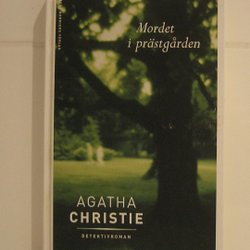 Mordet
i prästgården
AGATHA
CHRISTIE
DETEKTIVROMAN